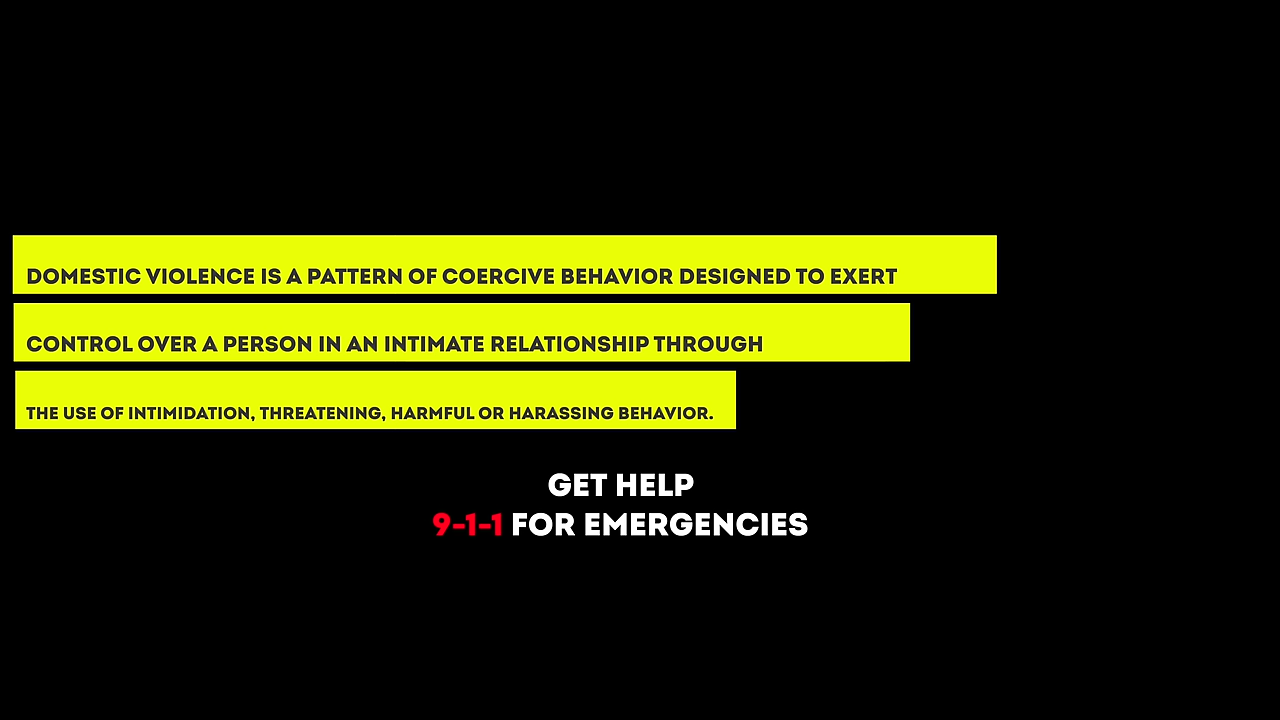 DOMESTIC VIOLENCE IS A PATTERN OF COERCIVE BEHAVIOR DESIGNED TO EXERT
CONTROL OVER A PERSON IN AN INTIMATE RELATIONSHIP THROUGH
THE USE OF INTIMIDATION, THREATENING, HARMFUL OR HARASSING BEHAVIOR.
GET HELP
9-1-1 FOR EMERGENCIES